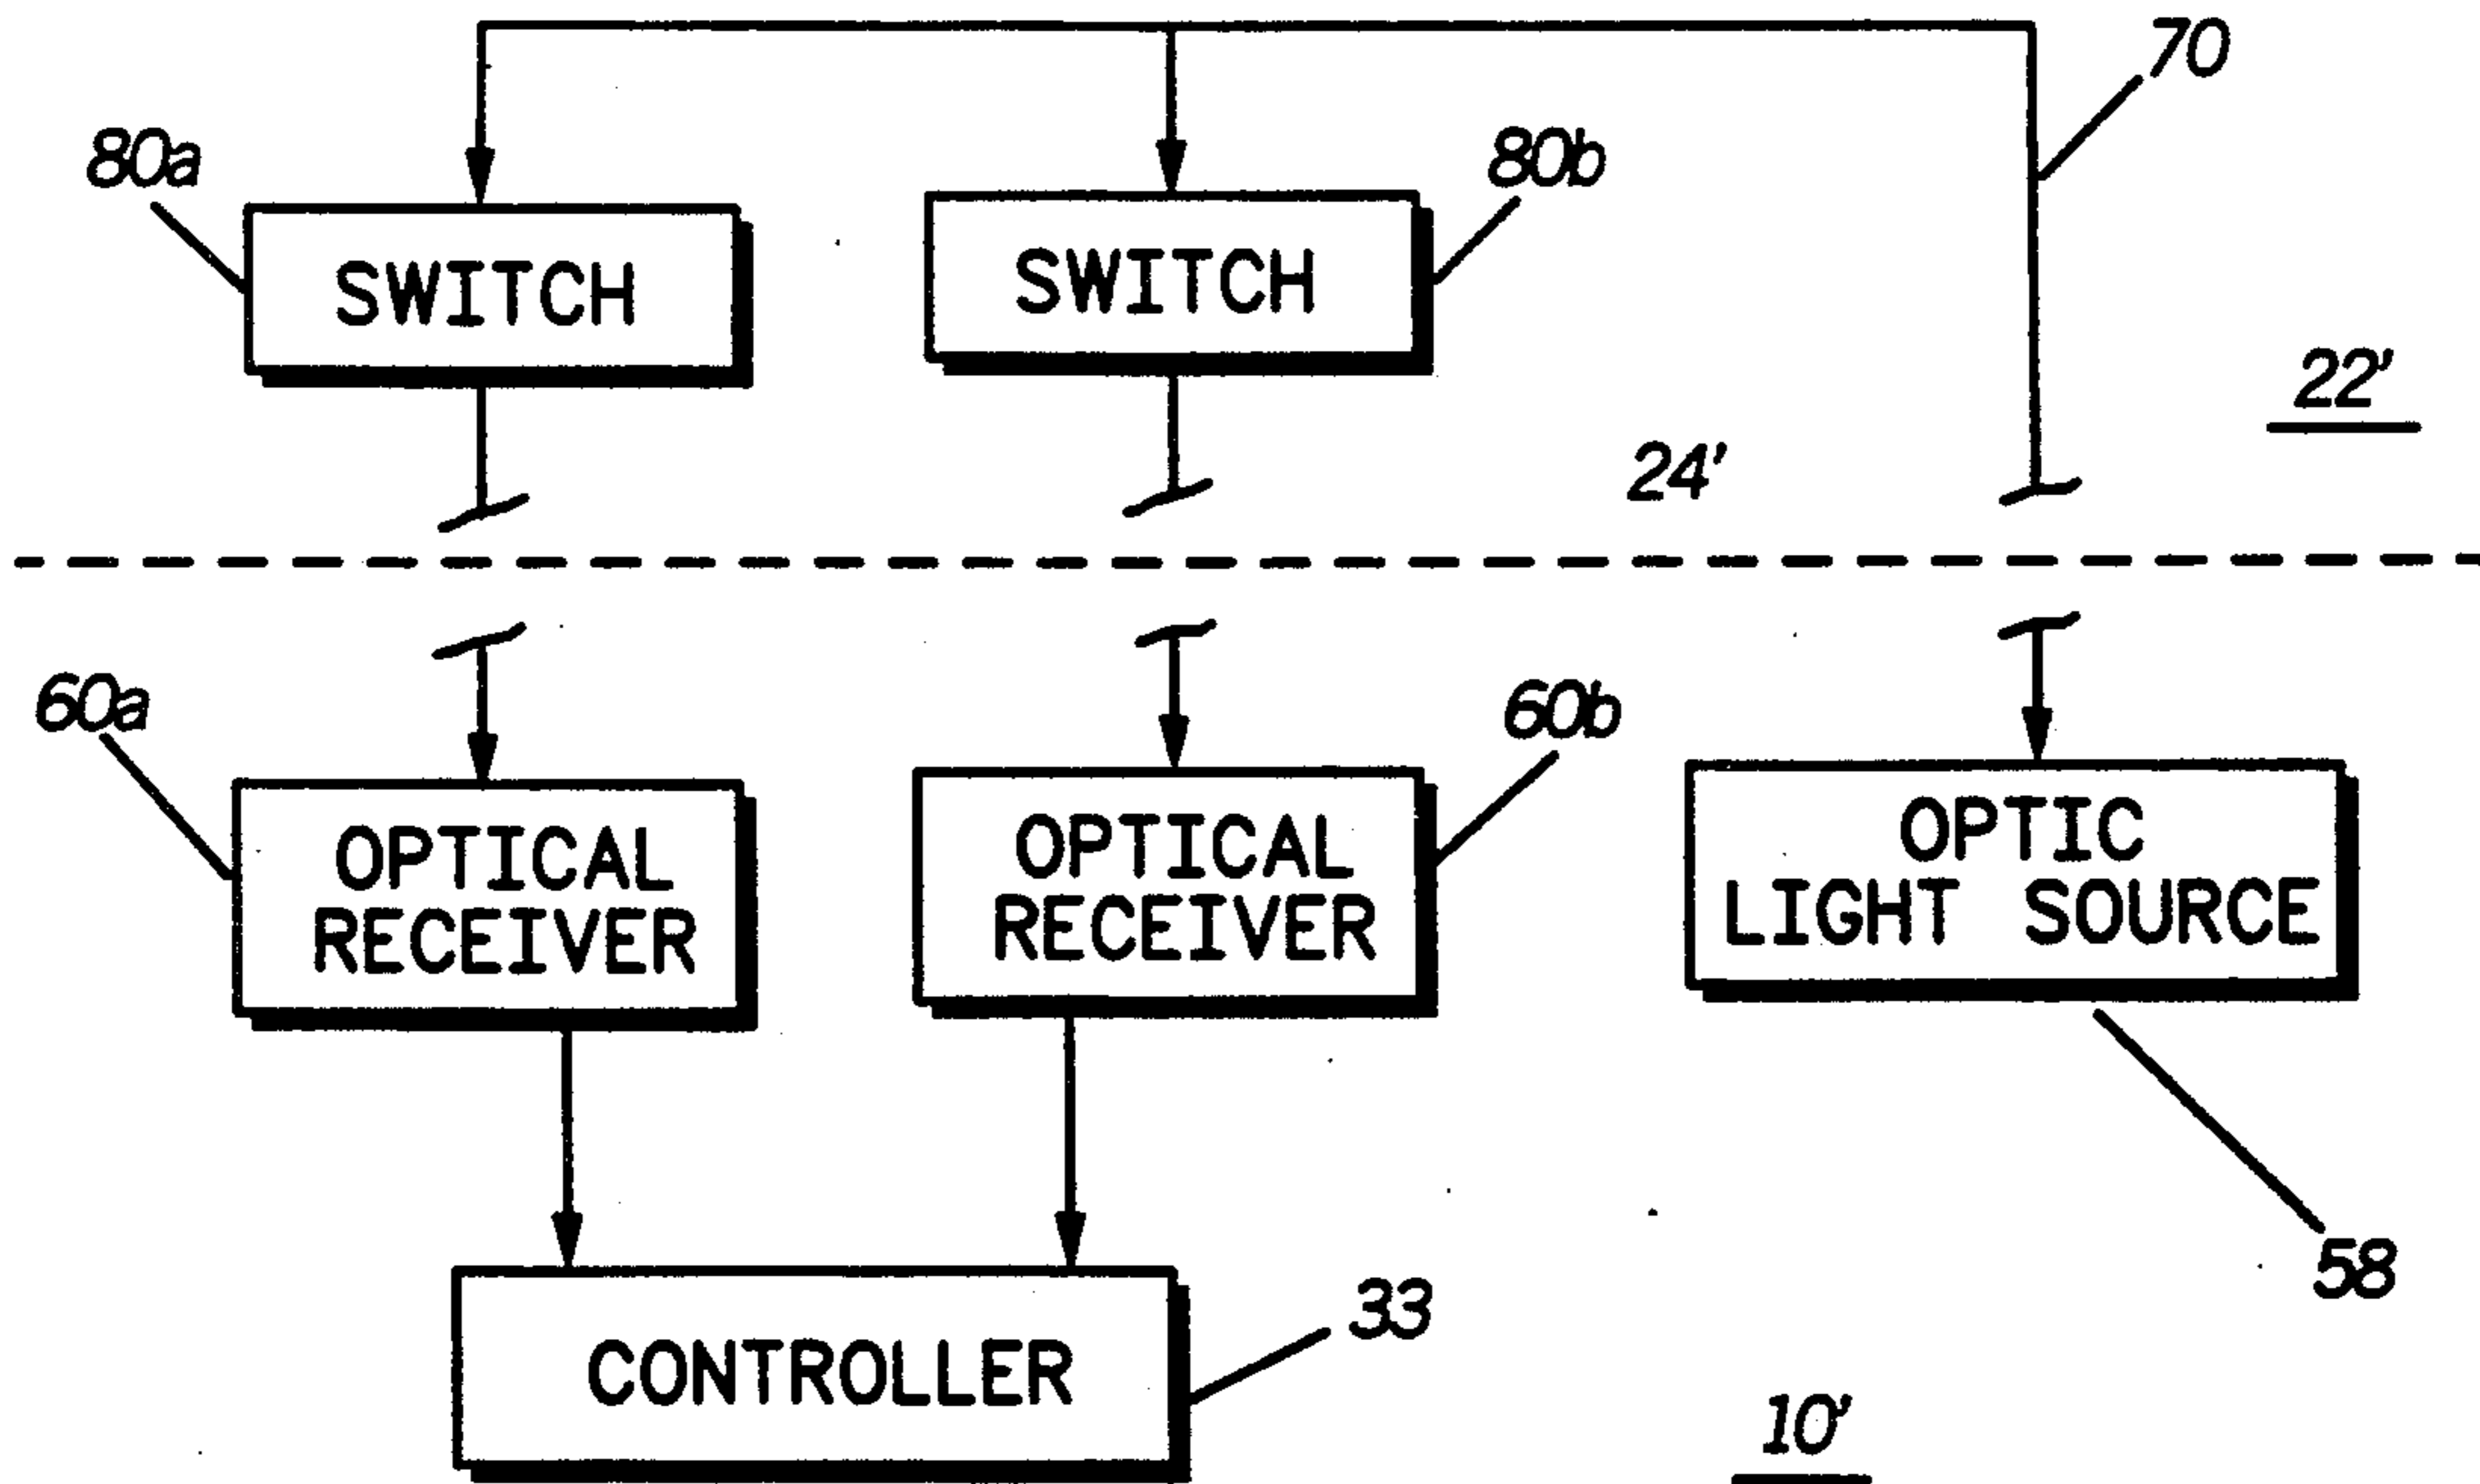 70
80a
80b
SWITCH
SWITCH
22'
24'
60a
60b
OPTICAL
RECEIVER
OPTICAL
RECEIVER
OPTIC
LIGHT SOURCE
58
33
CONTROLLER
10'